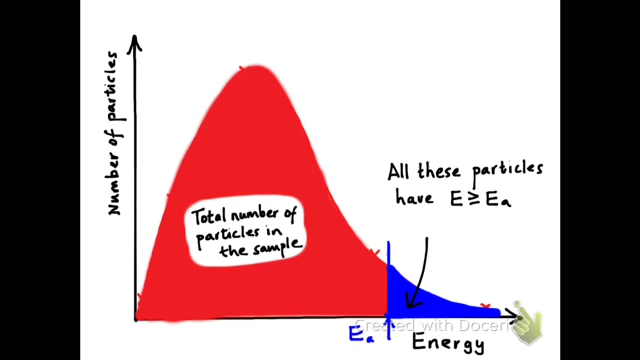 Number of particles
Total number of
particles in
the sample
All these particles
have E ≥ Ea
Ea
Created with Docen
Energy